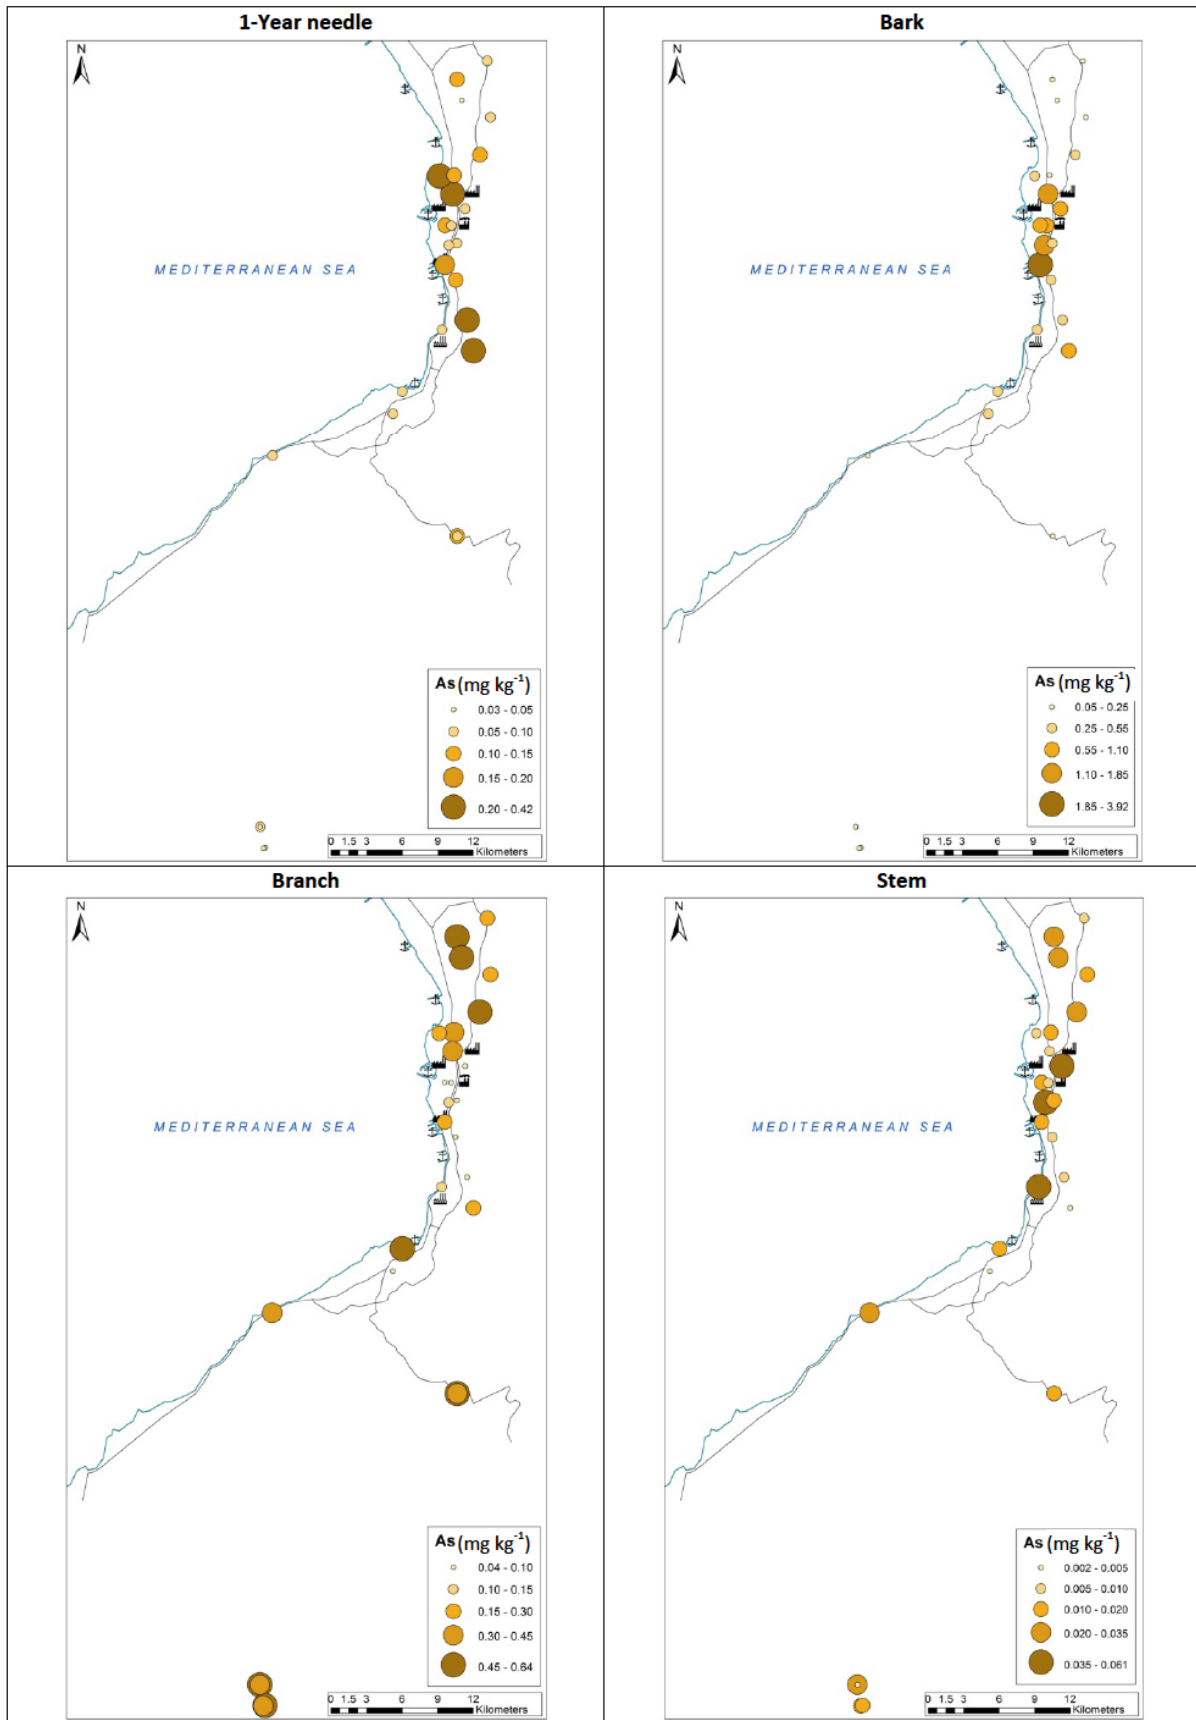 1-Year needle
N
MEDITERRANEAN SEA
As (mg kg⁻¹)
0.03 - 0.05
0.05 - 0.10
0.10 - 0.15
0.15 - 0.20
0.20 - 0.42
0 1.5 3 6 9 12
Kilometers
Bark
N
MEDITERRANEAN SEA
As (mg kg⁻¹)
0.05 - 0.25
0.25 - 0.55
0.55 - 1.10
1.10 - 1.85
1.85 - 3.92
0 1.5 3 6 9 12
Kilometers
Branch
N
MEDITERRANEAN SEA
As (mg kg⁻¹)
0.04 - 0.10
0.10 - 0.15
0.15 - 0.30
0.30 - 0.45
0.45 - 0.64
0 1.5 3 6 9 12
Kilometers
Stem
N
MEDITERRANEAN SEA
As (mg kg⁻¹)
0.002 - 0.005
0.005 - 0.010
0.010 - 0.020
0.020 - 0.035
0.035 - 0.061
0 1.5 3 6 9 12
Kilometers